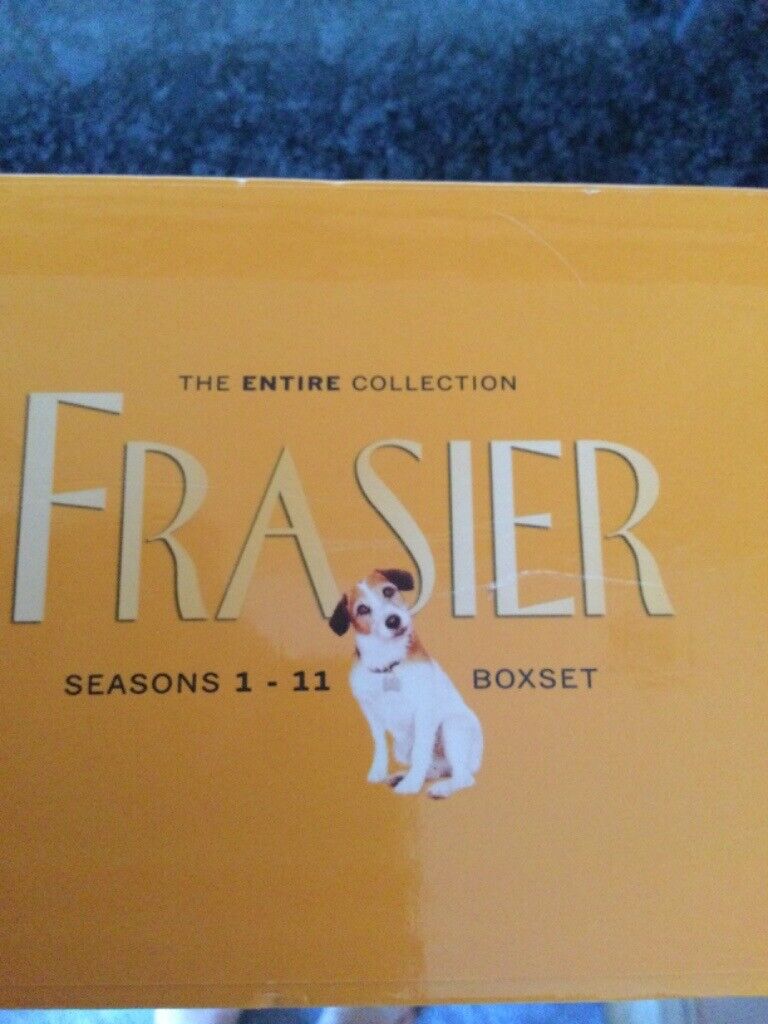 THE ENTIRE COLLECTION
FRASIER
SEASONS 1 - 11 BOXSET